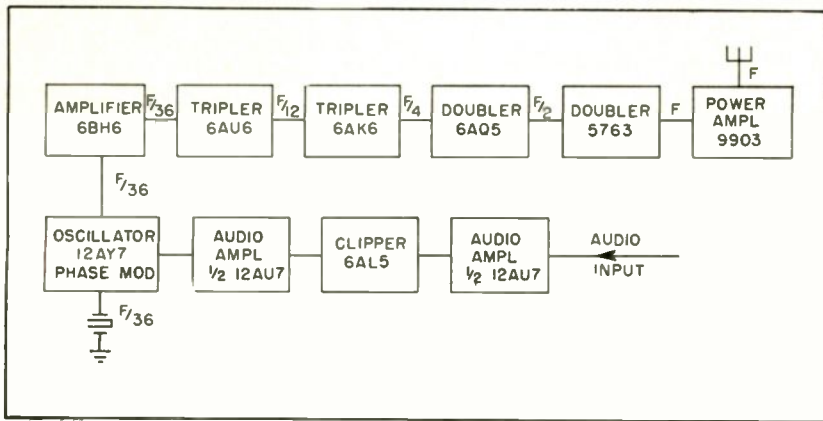 F
AMPLIFIER
6BH6
F/36
TRIPLER
6AU6
F/12
TRIPLER
6AK6
F/4
DOUBLER
6AQ5
F/2
DOUBLER
5763
F
POWER
AMPL
9903
F/36
OSCILLATOR
12AY7
PHASE MOD
AUDIO
AMPL
1/2 12AU7
CLIPPER
6AL5
AUDIO
AMPL
1/2 12AU7
AUDIO
INPUT
F/36